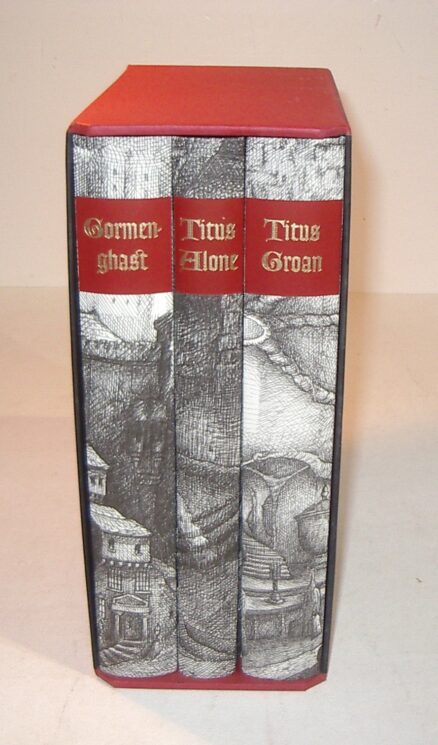 Gormen-
ghast
Titus
Alone
Titus
Groan